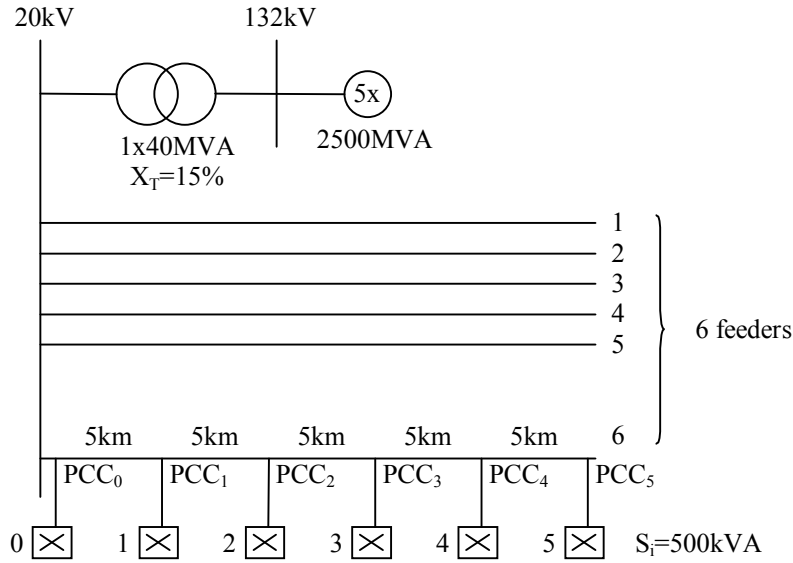 20kV 132kV
5x
1x40MVA 2500MVA
X_T=15%
1
2
3
4
5
6 feeders
5km 5km 5km 5km 5km 6
PCC₀ PCC₁ PCC₂ PCC₃ PCC₄ PCC₅
0 1 2 3 4 5 Sᵢ=500kVA